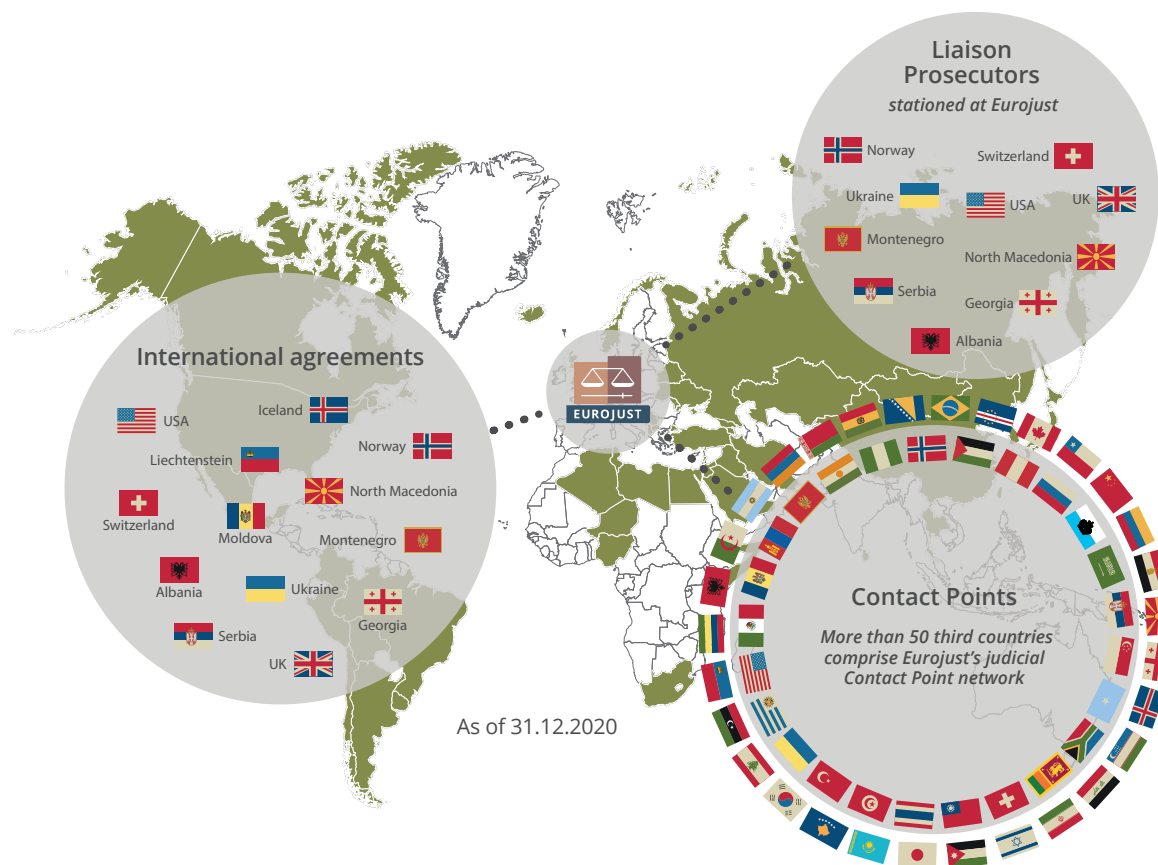 Liaison
Prosecutors
stationed at Eurojust
Norway
Switzerland
Ukraine
USA
UK
Montenegro
North Macedonia
Serbia
Georgia
Albania
International agreements
USA
Iceland
Norway
Liechtenstein
North Macedonia
Switzerland
Moldova
Montenegro
Albania
Ukraine
Georgia
Serbia
UK
EUROJUST
Contact Points
More than 50 third countries
comprise Eurojust's judicial
Contact Point network
As of 31.12.2020